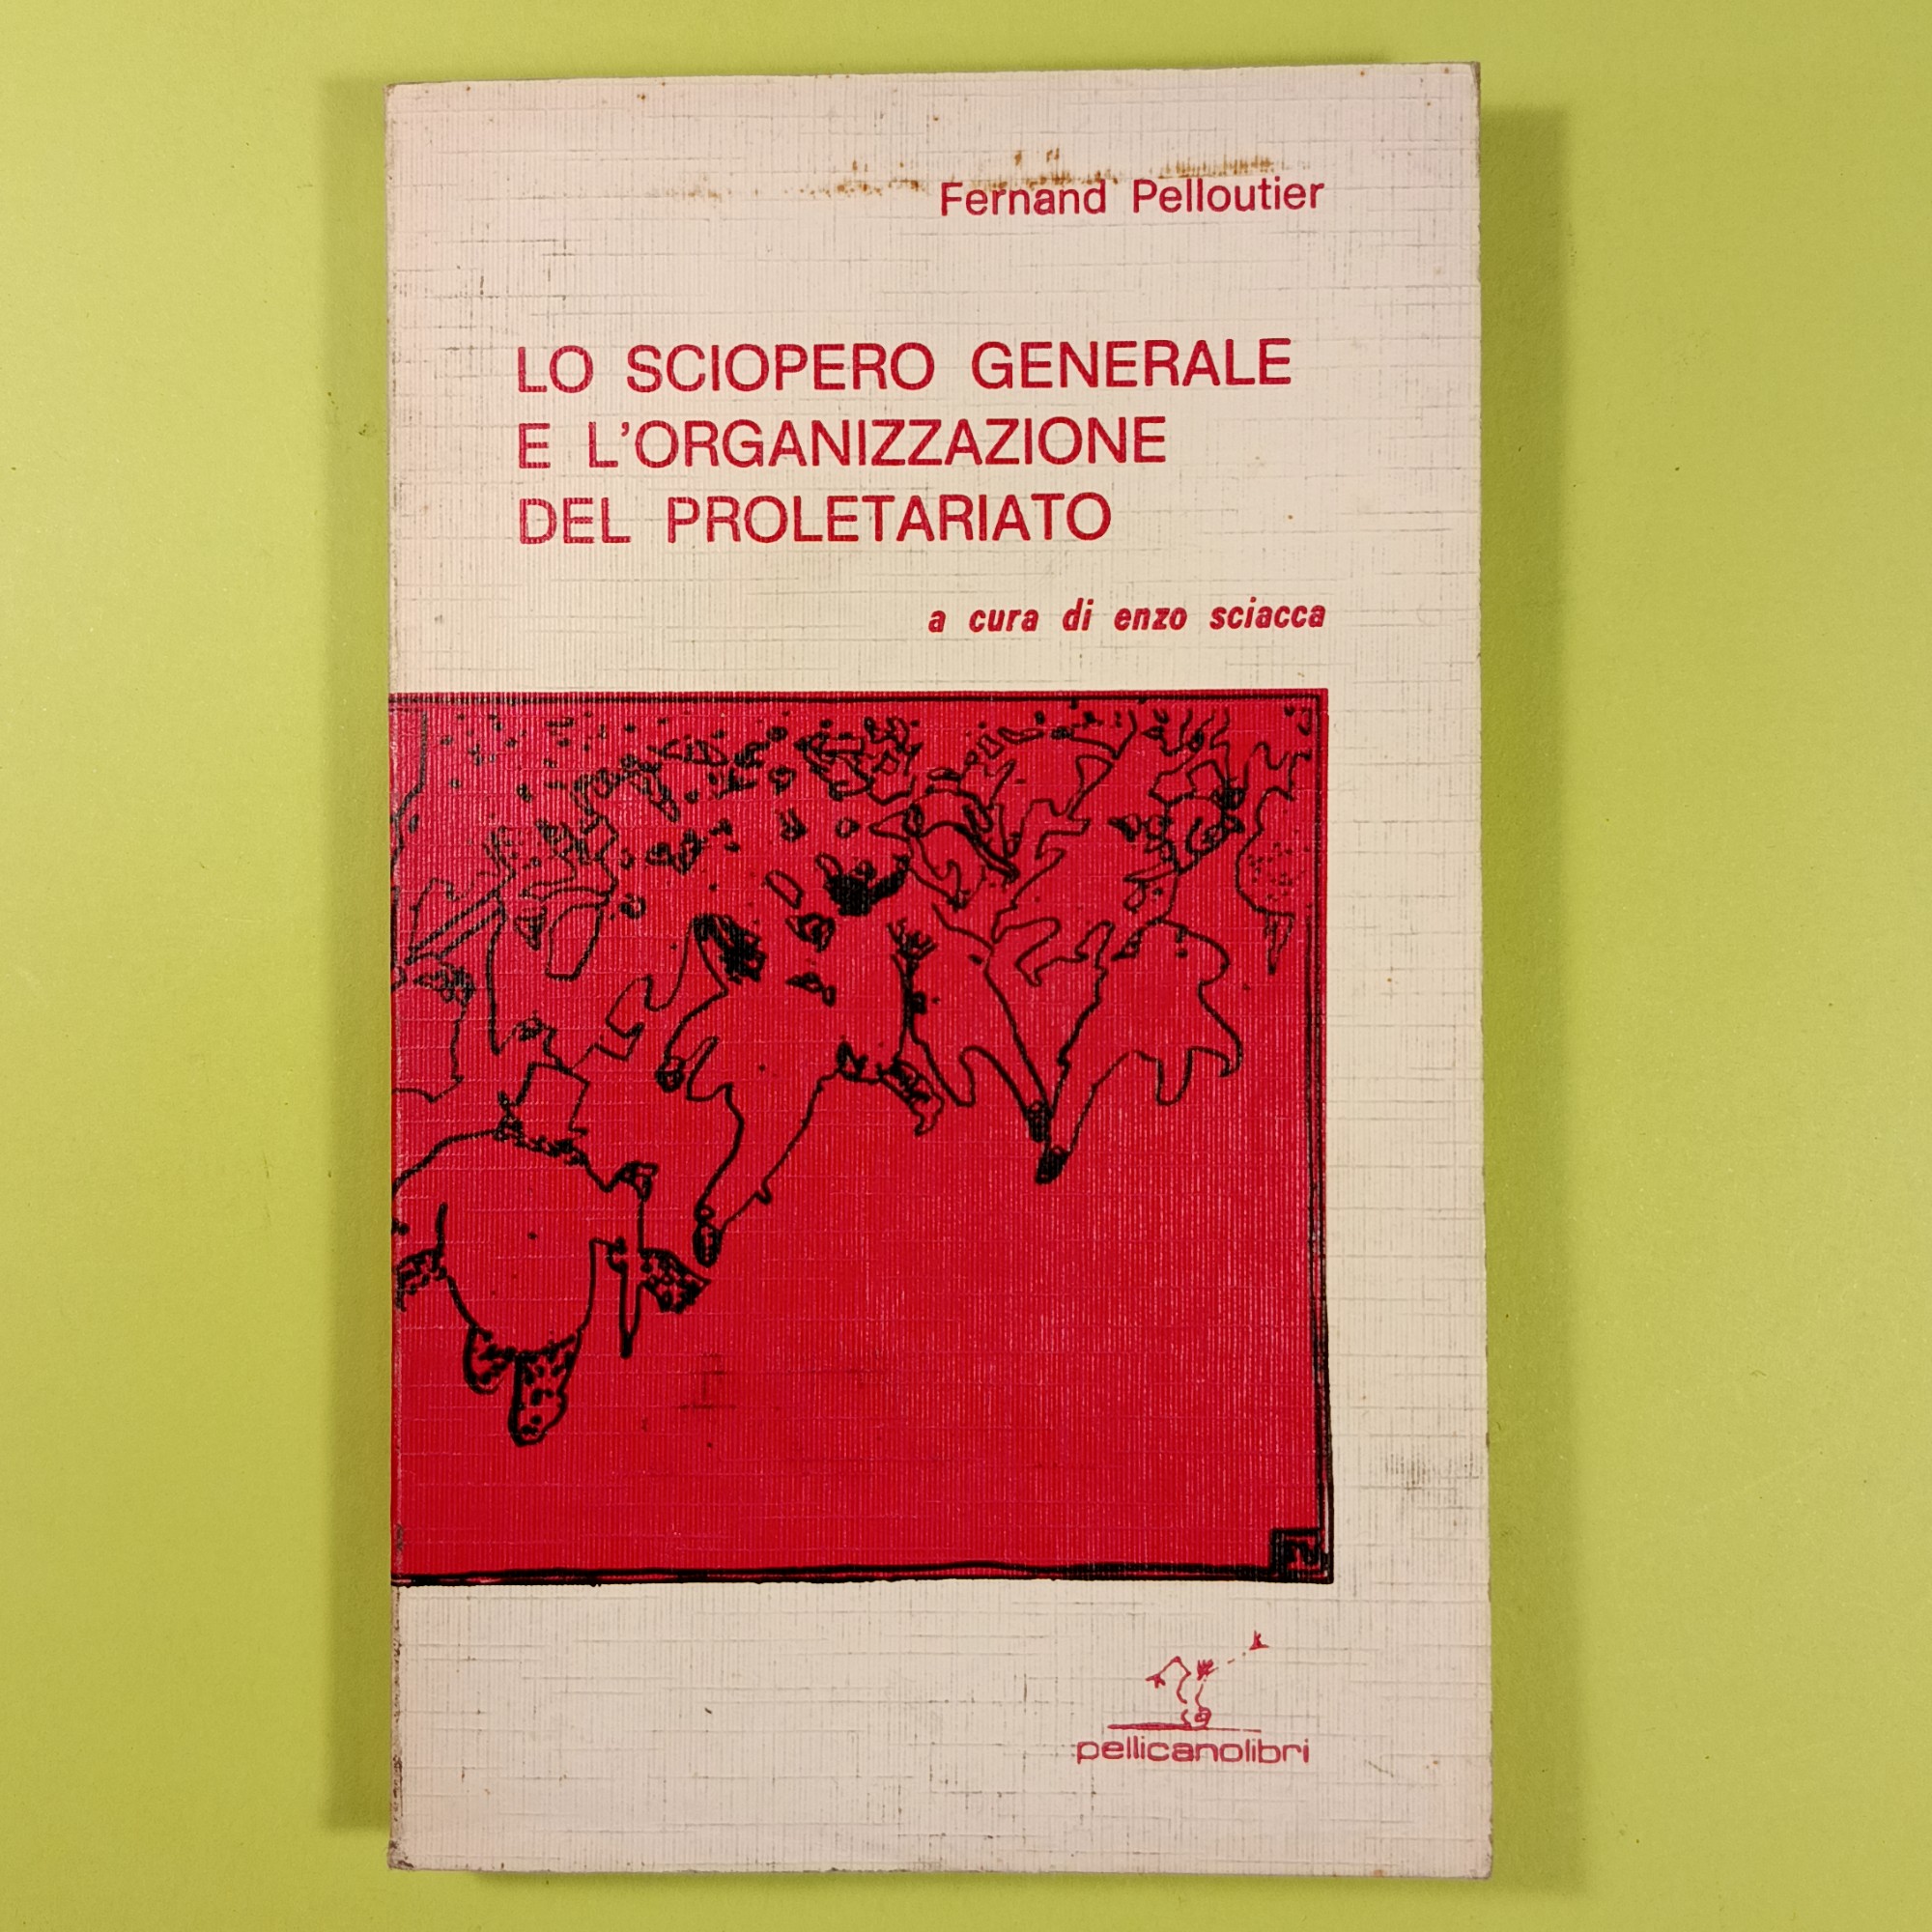 Fernand Pelloutier
LO SCIOPERO GENERALE
E L'ORGANIZZAZIONE
DEL PROLETARIATO
a cura di enzo sciacca
pellicanolibri